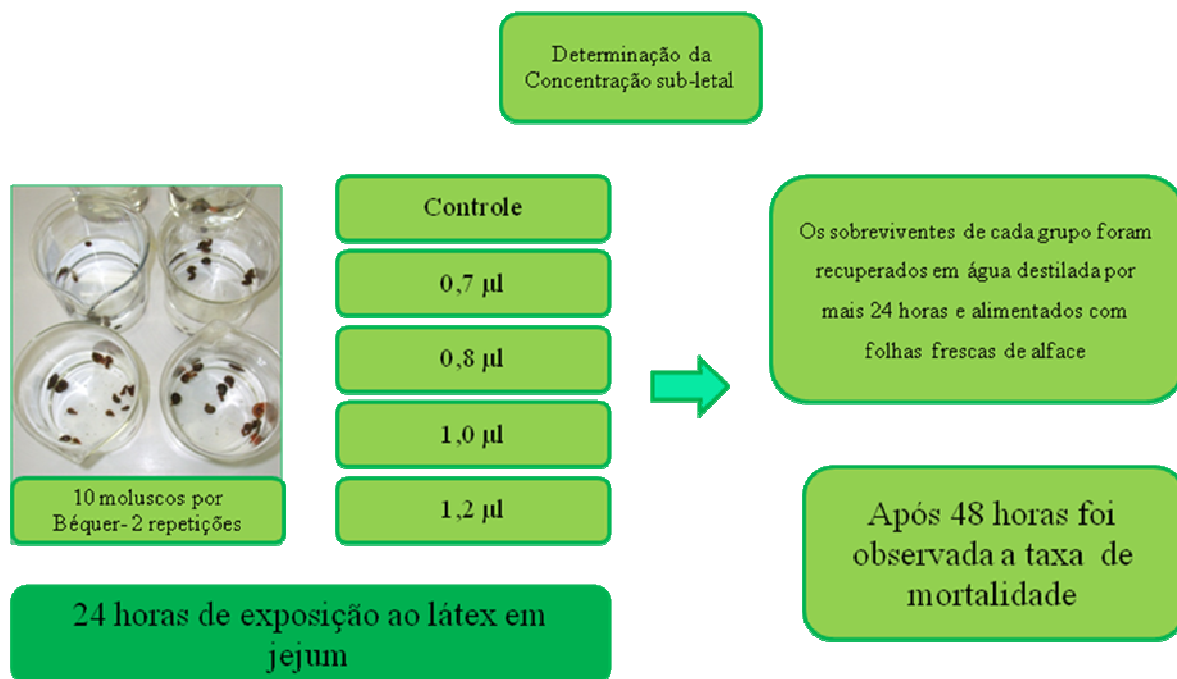 Determinação da
Concentração sub-letal
Controle
0,7 µl
0,8 µl
1,0 µl
1,2 µl
10 moluscos por
Béquer- 2 repetições
24 horas de exposição ao látex em
jejum
Os sobreviventes de cada grupo foram
recuperados em água destilada por
mais 24 horas e alimentados com
folhas frescas de alface
Após 48 horas foi
observada a taxa de
mortalidade